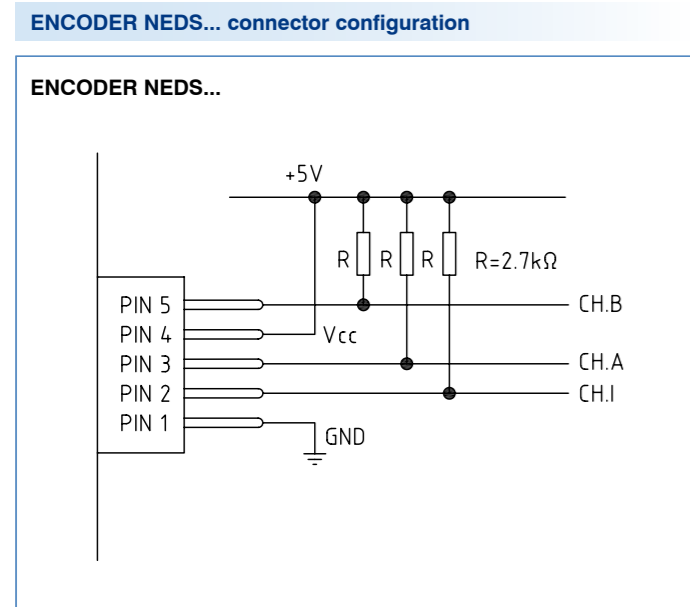 ENCODER NEDS... connector configuration
ENCODER NEDS...
+5V
R R R R=2.7kΩ
PIN 5 CH.B
PIN 4 Vcc
PIN 3 CH.A
PIN 2 CH.I
PIN 1 GND